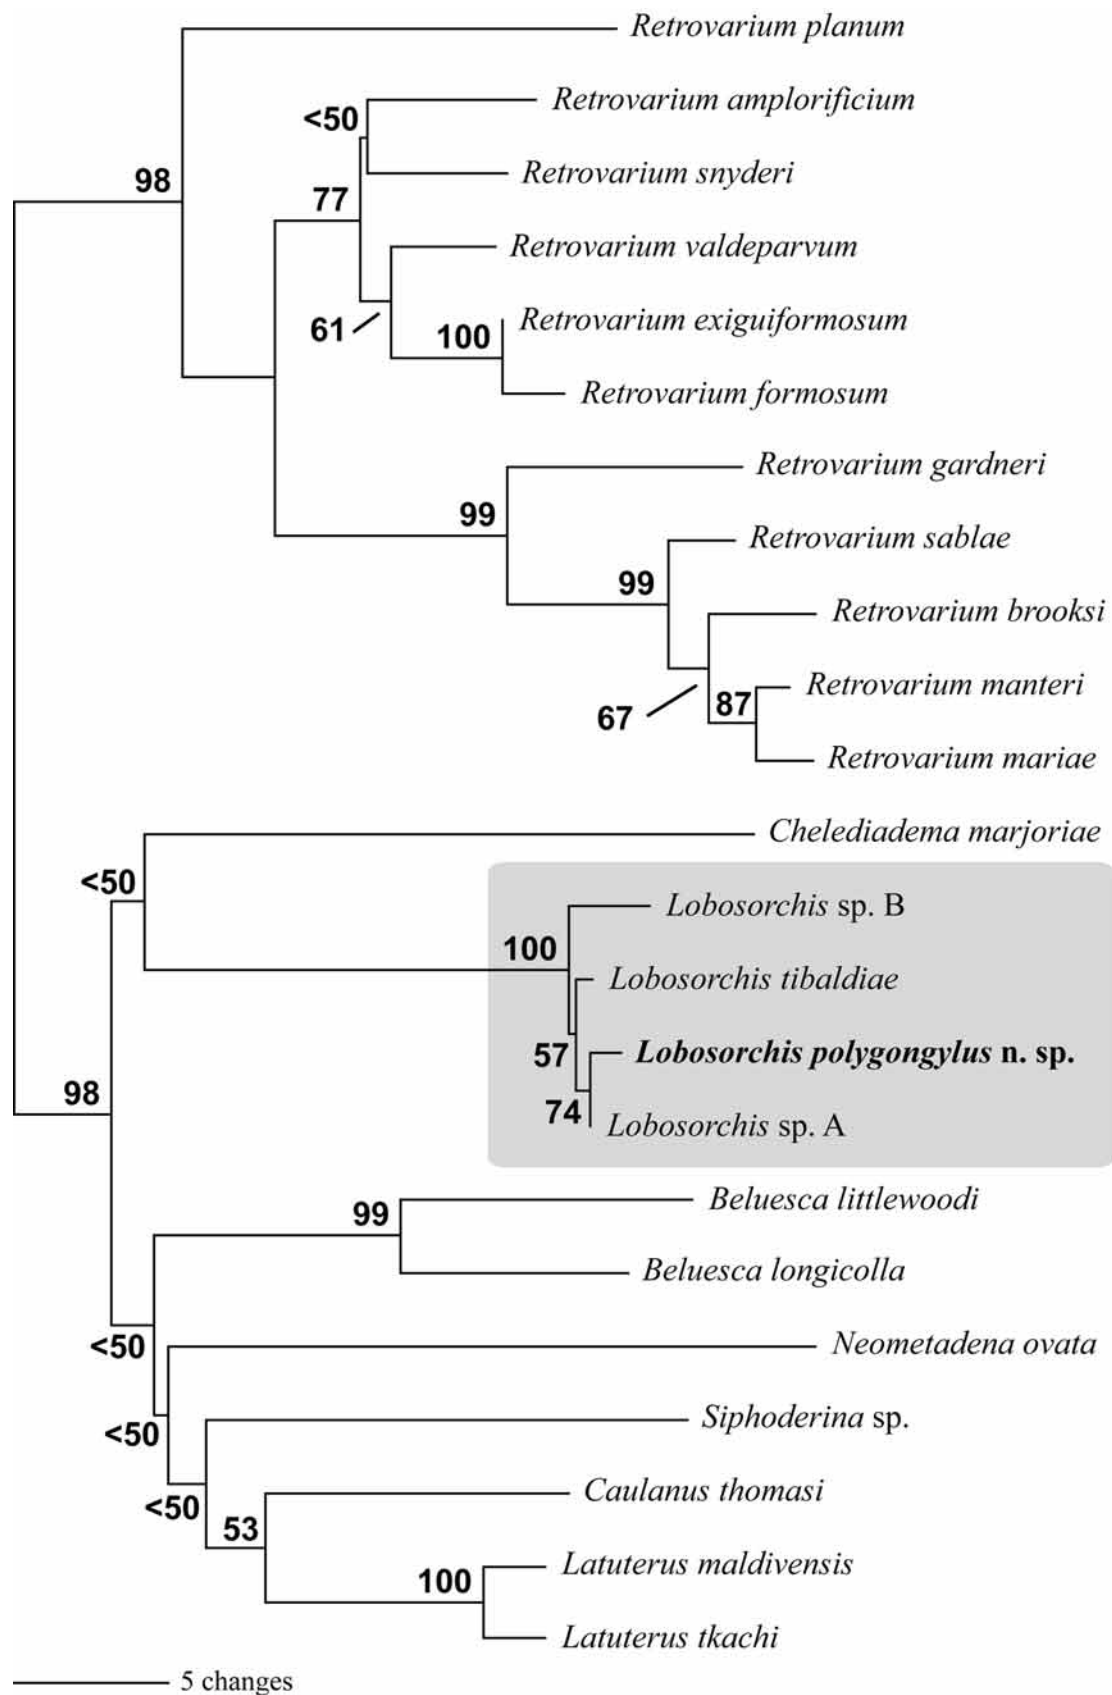 Retrovarium planum
Retrovarium amplorificium
<50
Retrovarium snyderi
98
77
Retrovarium valdeparvum
Retrovarium exiguiformosum
61
100
Retrovarium formosum
Retrovarium gardneri
99
Retrovarium sablae
99
Retrovarium brooksi
Retrovarium manteri
67
87
Retrovarium mariae
Chelediadema marjoriae
<50
Lobosorchis sp. B
100
Lobosorchis tibaldiae
57
Lobosorchis polygongylus n. sp.
98
74
Lobosorchis sp. A
Beluesca littlewoodi
99
Beluesca longicolla
<50
Neometadena ovata
<50
Siphoderina sp.
<50
Caulanus thomasi
53
Latuterus maldivensis
100
Latuterus tkachi
5 changes